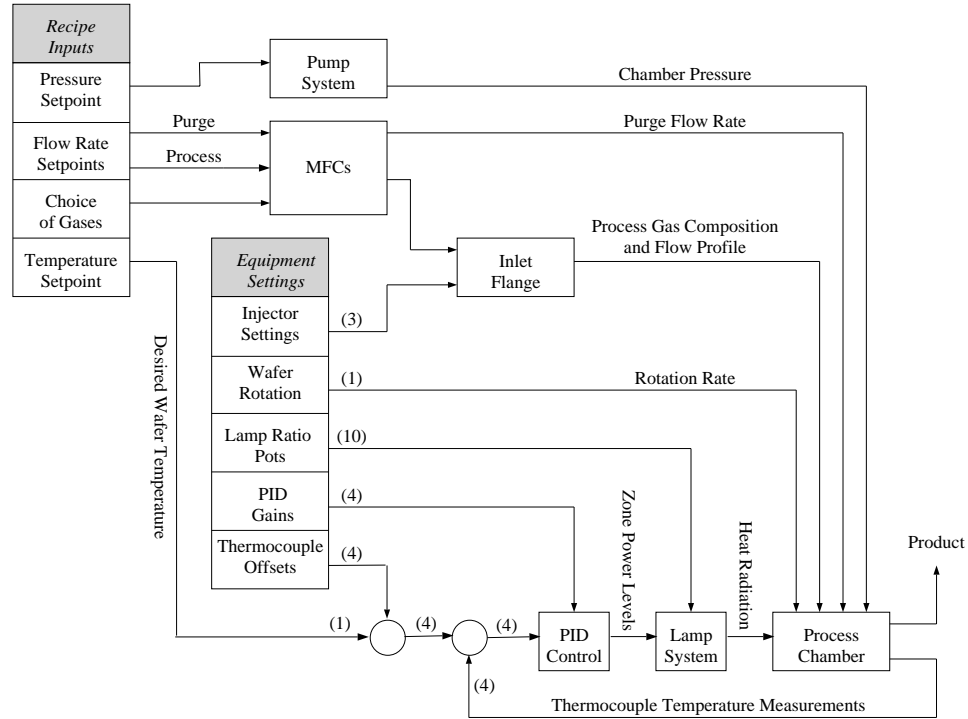 Recipe
Inputs
Pressure
Setpoint
Flow Rate
Setpoints
Choice
of Gases
Temperature
Setpoint
Pump
System
Chamber Pressure
Purge
Process
MFCs
Purge Flow Rate
Process Gas Composition
and Flow Profile
Inlet
Flange
Equipment
Settings
Injector
Settings
(3)
Wafer
Rotation
(1)
Rotation Rate
Lamp Ratio
Pots
(10)
PID
Gains
(4)
Thermocouple
Offsets
(4)
Desired Wafer Temperature
Zone Power Levels
Heat Radiation
Product
(1)
(4)
(4)
PID
Control
Lamp
System
Process
Chamber
(4)
Thermocouple Temperature Measurements